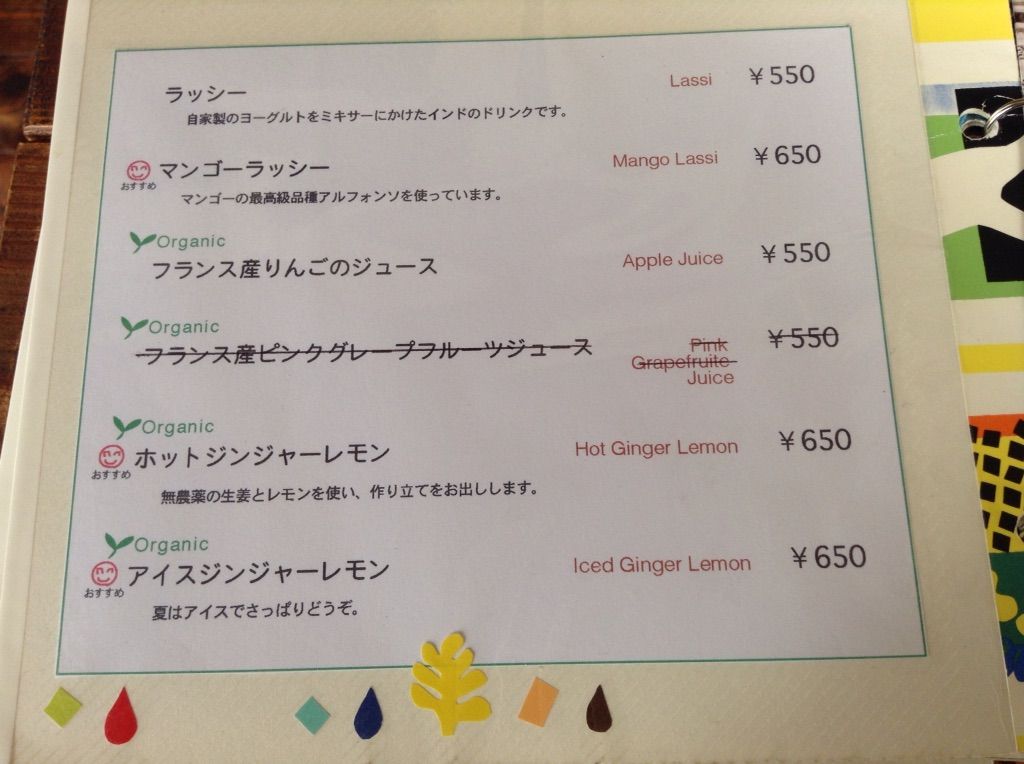 ラッシー Lassi ¥550
自家製のヨーグルトをミキサーにかけたインドのドリンクです。
おすすめ マンゴーラッシー Mango Lassi ¥650
マンゴーの最高級品種アルフォンソを使っています。
Organic
フランス産りんごのジュース Apple Juice ¥550
Organic
フランス産ピンクグレープフルーツジュース Pink ¥550
Grapefruite
Juice
Organic
おすすめ ホットジンジャーレモン Hot Ginger Lemon ¥650
無農薬の生姜とレモンを使い、作り立てをお出しします。
Organic
おすすめ アイスジンジャーレモン Iced Ginger Lemon ¥650
夏はアイスでさっぱりどうぞ。